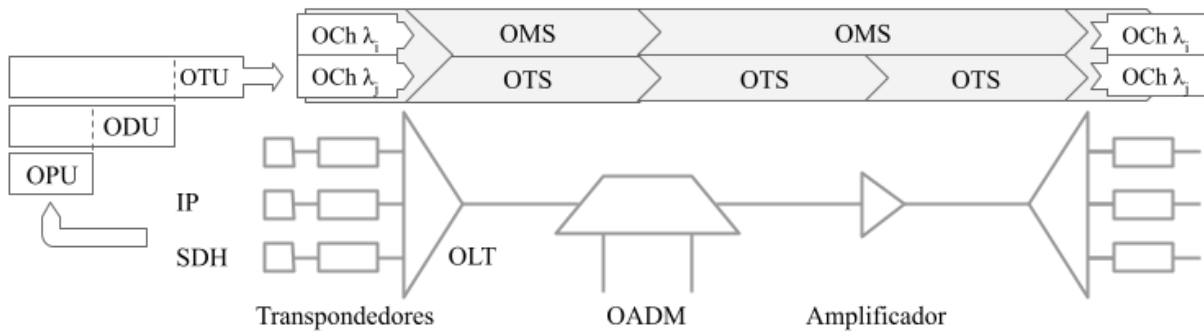 OCh λi OMS OMS OCh λi
OTU OCh λj OTS OTS OTS OCh λj
ODU
OPU
IP
SDH OLT
Transpondedores OADM Amplificador